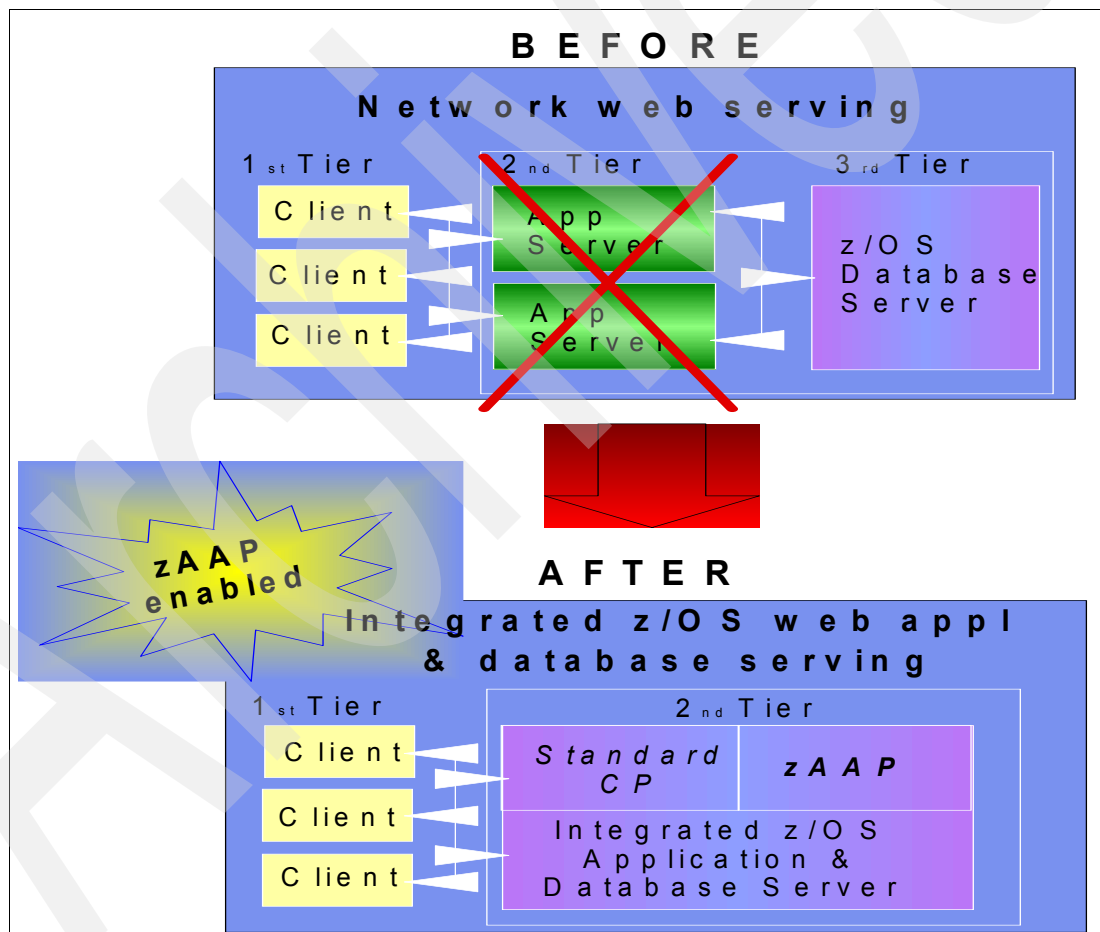 BEFORE
Network web serving
1st Tier
2nd Tier
3rd Tier
Client
Client
Client
App
Server
App
Server
z/OS
Database
Server
zAAP
enabled
AFTER
Integrated z/OS web appl
& database serving
1st Tier
2nd Tier
Client
Client
Client
Standard
CP
zAAP
Integrated z/OS
Application &
Database Server